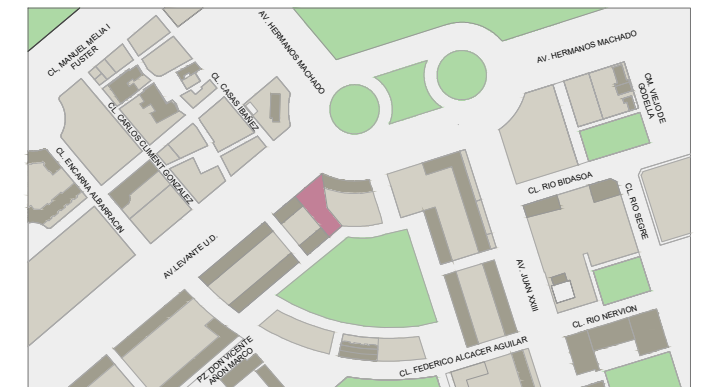 CL, MANUEL MELIA I
FUSTER
AV. HERMANOS MACHADO
AV. HERMANOS MACHADO
CL. CASAS IBAÑEZ
CM. VIEJO DE
GODELLA
CL. CARLOS CLIMENT GONZALEZ
CL. ENCARNA ALBARRACIN
CL. RIO BIDASOA
CL. RIO SEGRE
AV.LEVANTE U.D.
AV. JUAN XXIII
CL. RIO NERVION
PZ. DON VICENTE
AÑON MARCO
CL. FEDERICO ALCACER AGUILAR